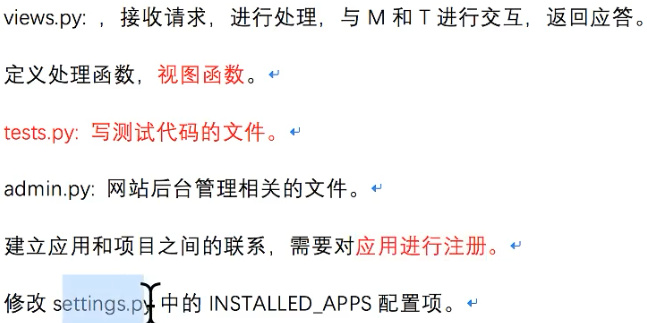 views.py: ，接收请求，进行处理，与 M 和 T 进行交互，返回应答。
定义处理函数，视图函数。
tests.py: 写测试代码的文件。
admin.py: 网站后台管理相关的文件。
建立应用和项目之间的联系，需要对应用进行注册。
修改 settings.py 中的 INSTALLED_APPS 配置项。